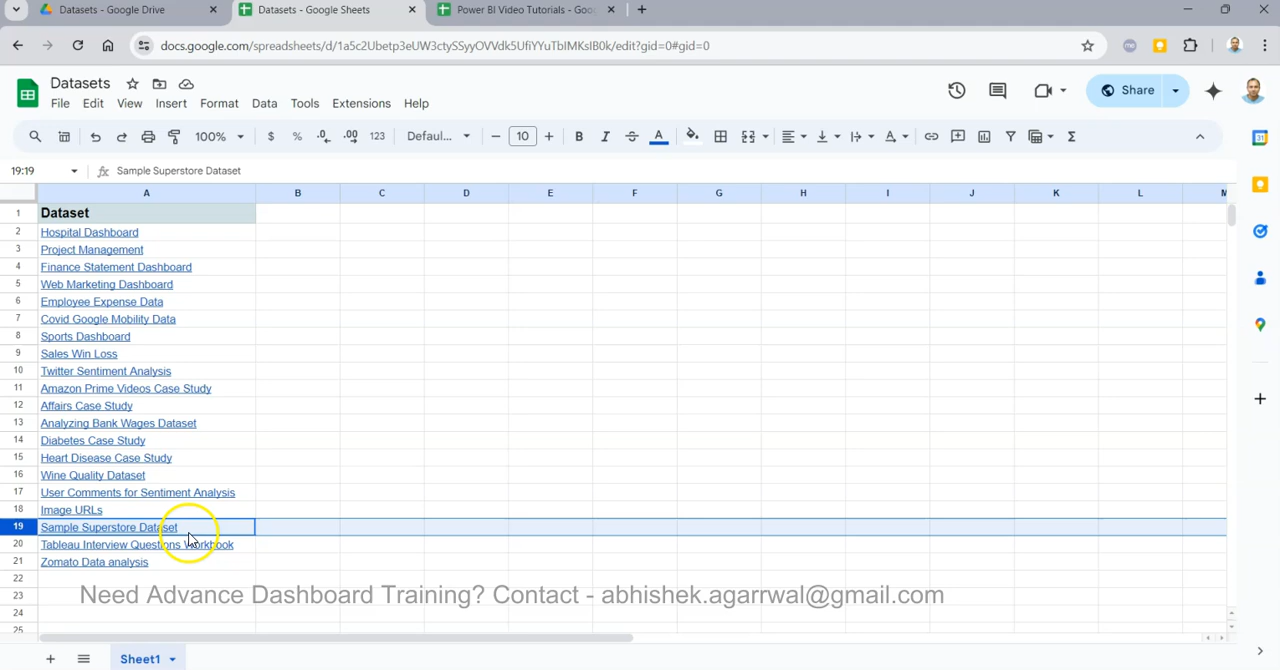 Datasets - Google Drive
Datasets - Google Sheets
Power BI Video Tutorials - Goog
docs.google.com/spreadsheets/d/1a5c2Ubetp3eUW3ctySSyyOVVdk5UfiYYuTbIMKsIB0k/edit?gid=0#gid=0
Datasets
Share
File Edit View Insert Format Data Tools Extensions Help
100% $ % .0 .00 123 Defaul... 10 B I A
19:19 fx Sample Superstore Dataset
A B C D E F G H I J K L M
1 Dataset
2 Hospital Dashboard
3 Project Management
4 Finance Statement Dashboard
5 Web Marketing Dashboard
6 Employee Expense Data
7 Covid Google Mobility Data
8 Sports Dashboard
9 Sales Win Loss
10 Twitter Sentiment Analysis
11 Amazon Prime Videos Case Study
12 Affairs Case Study
13 Analyzing Bank Wages Dataset
14 Diabetes Case Study
15 Heart Disease Case Study
16 Wine Quality Dataset
17 User Comments for Sentiment Analysis
18 Image URLs
19 Sample Superstore Dataset
20 Tableau Interview Questions Workbook
21 Zomato Data analysis
22
23
Need Advance Dashboard Training? Contact - abhishek.agarrwal@gmail.com
24
25
Sheet1